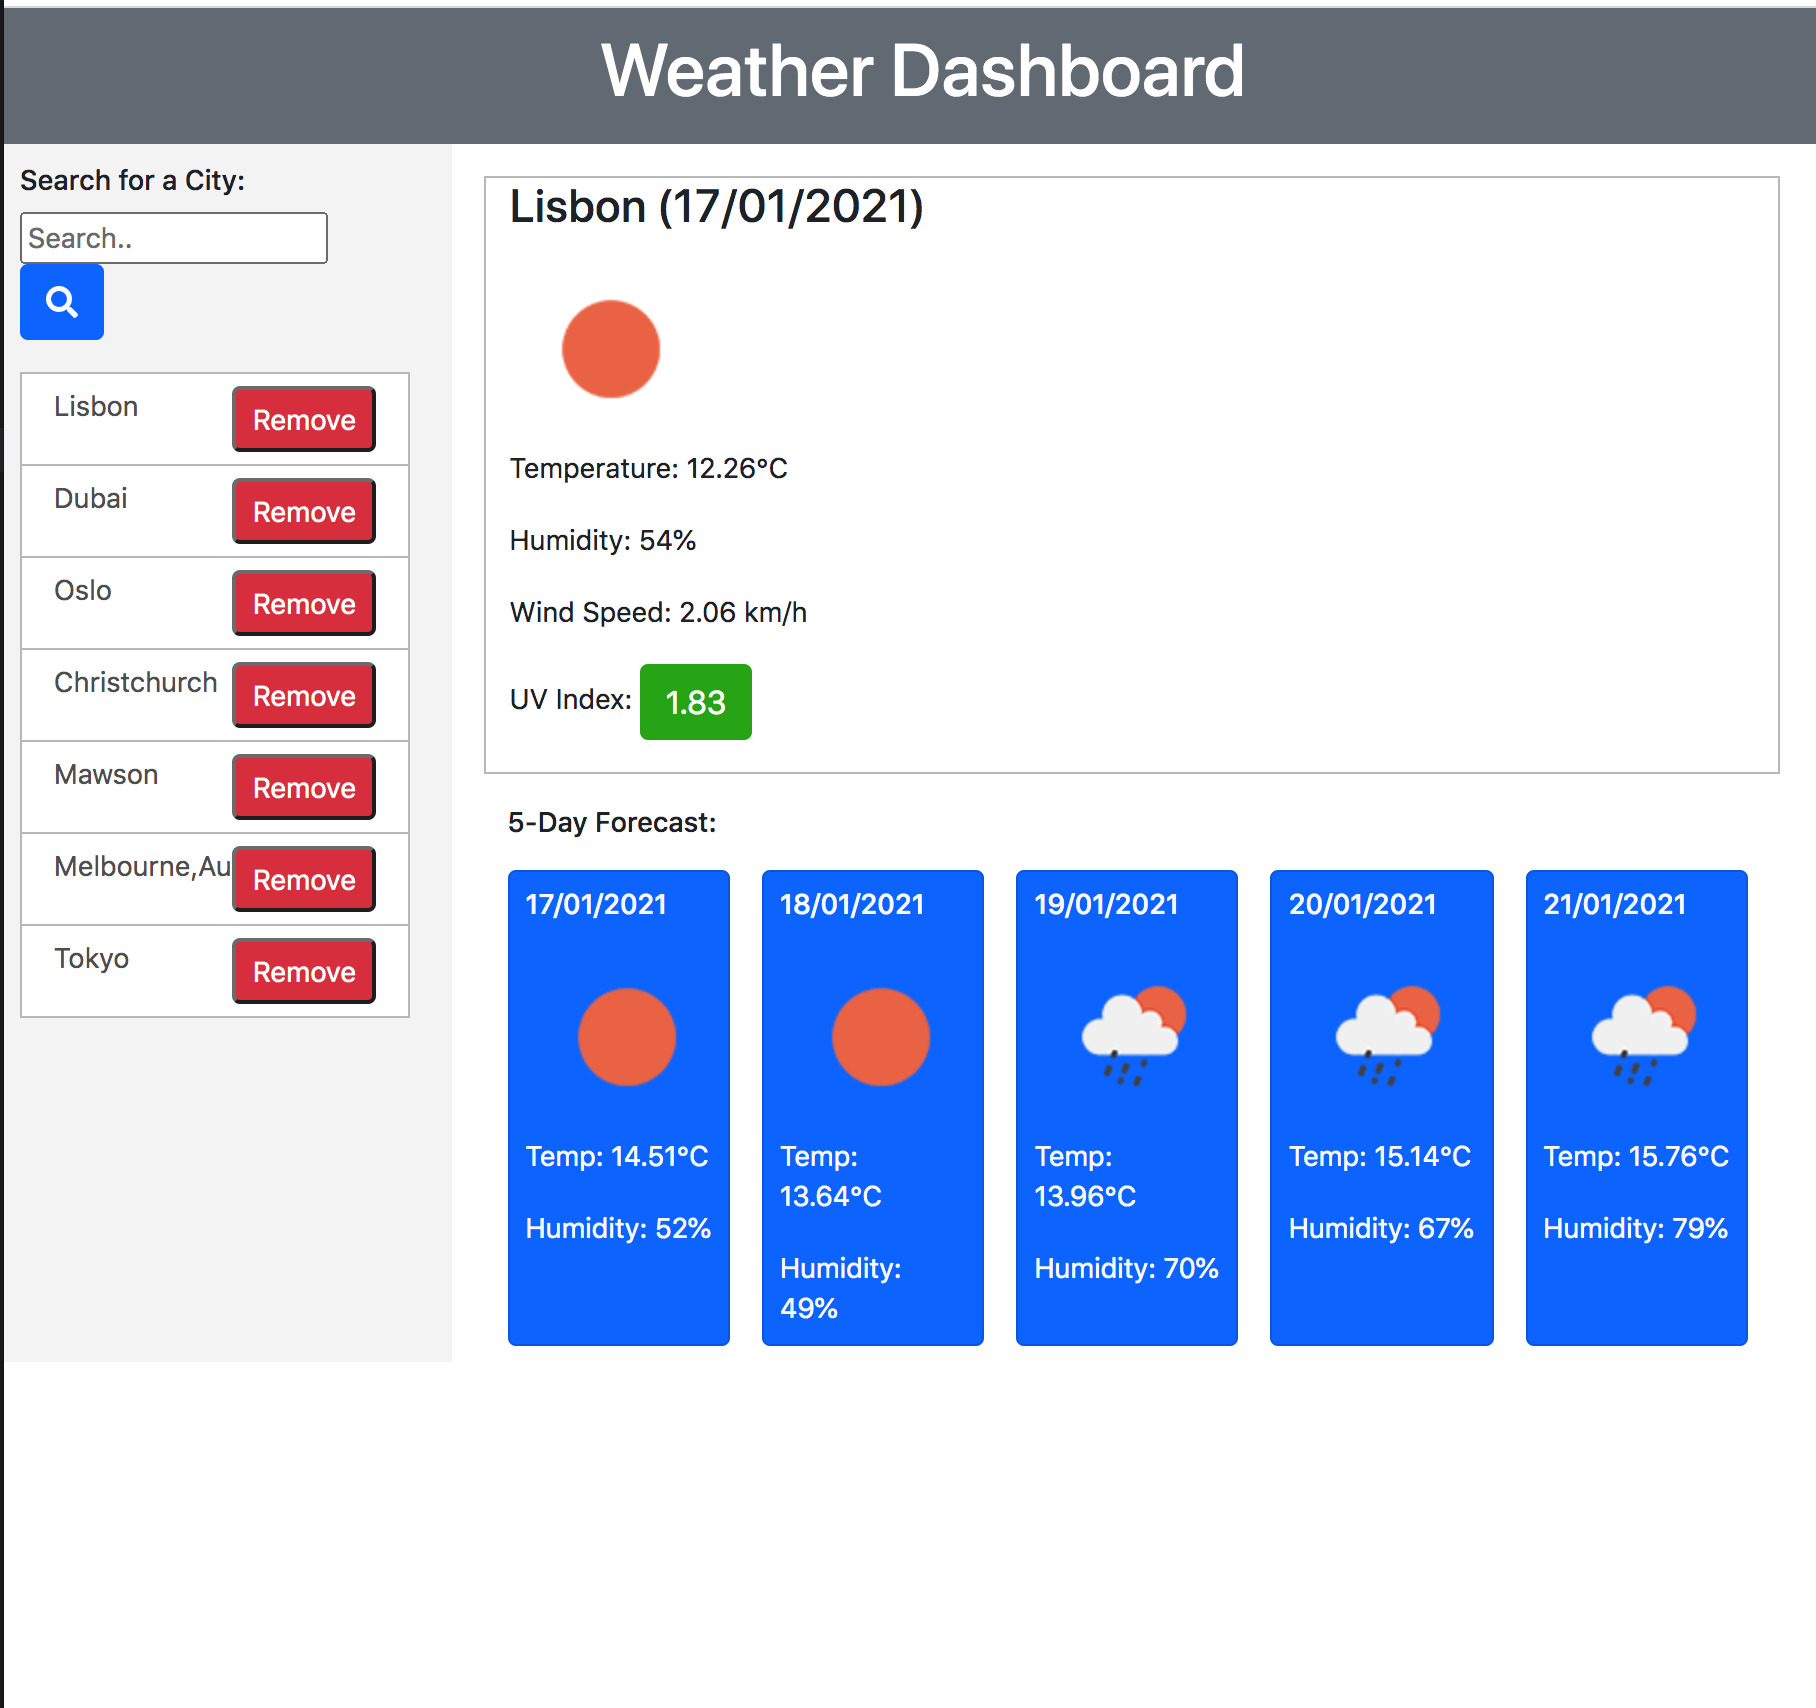 Weather Dashboard
Search for a City:
Search..
Lisbon Remove
Dubai Remove
Oslo Remove
Christchurch Remove
Mawson Remove
Melbourne,Au Remove
Tokyo Remove
Lisbon (17/01/2021)
Temperature: 12.26°C
Humidity: 54%
Wind Speed: 2.06 km/h
UV Index: 1.83
5-Day Forecast:
17/01/2021
Temp: 14.51°C
Humidity: 52%
18/01/2021
Temp:
13.64°C
Humidity:
49%
19/01/2021
Temp:
13.96°C
Humidity: 70%
20/01/2021
Temp: 15.14°C
Humidity: 67%
21/01/2021
Temp: 15.76°C
Humidity: 79%